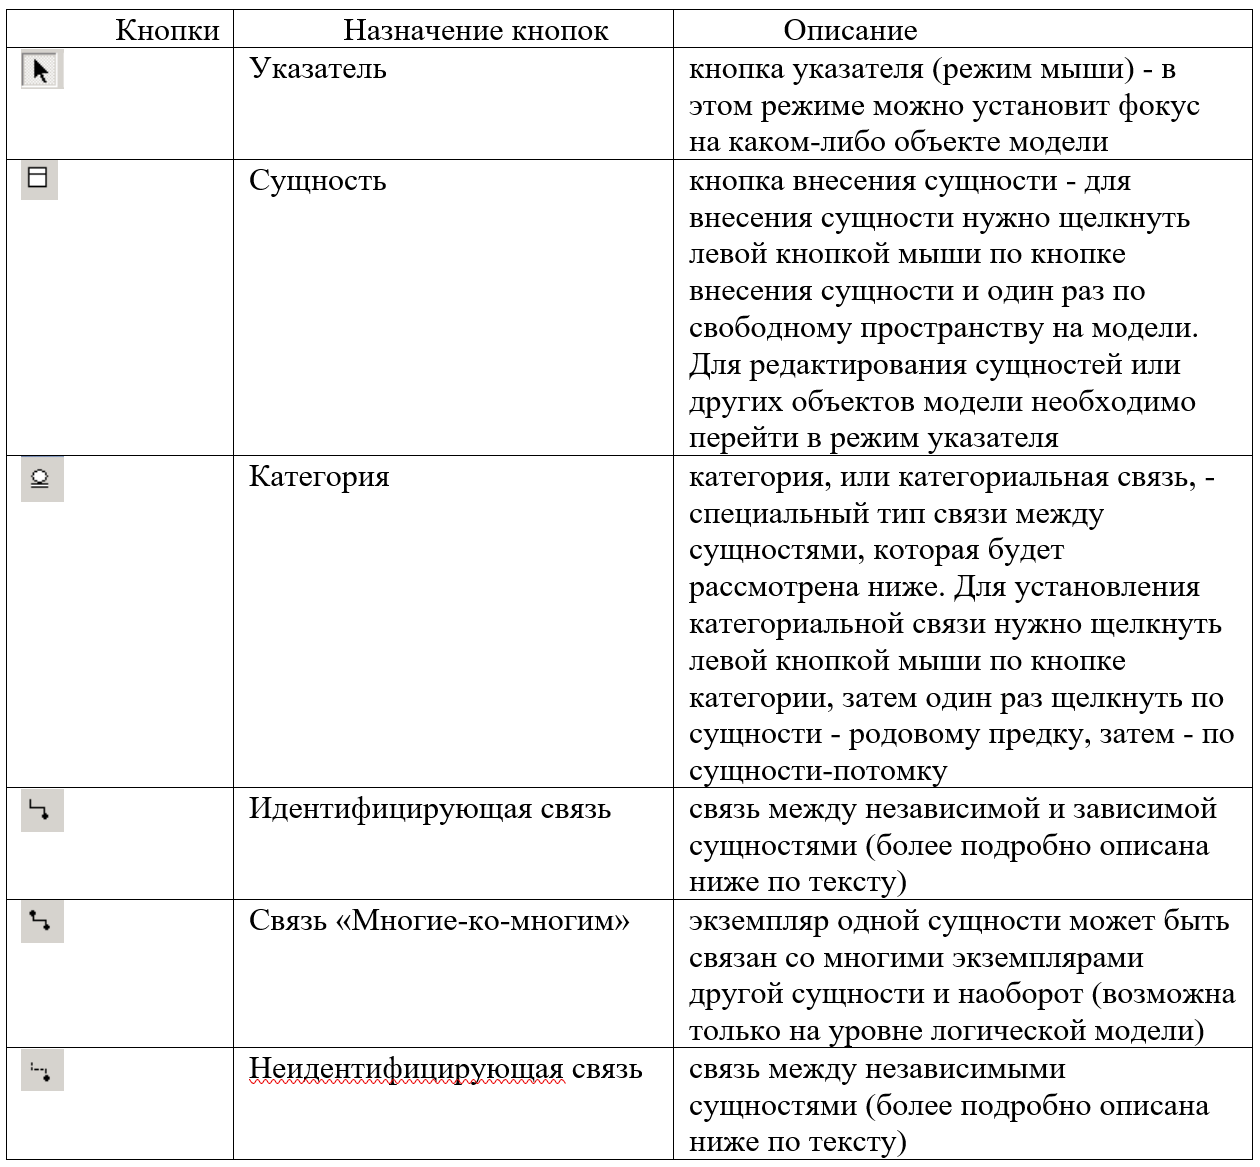 Кнопки Назначение кнопок Описание
Указатель
кнопка указателя (режим мыши) - в
этом режиме можно установит фокус
на каком-либо объекте модели
Сущность
кнопка внесения сущности - для
внесения сущности нужно щелкнуть
левой кнопкой мыши по кнопке
внесения сущности и один раз по
свободному пространству на модели.
Для редактирования сущностей или
других объектов модели необходимо
перейти в режим указателя
Категория
категория, или категориальная связь, -
специальный тип связи между
сущностями, которая будет
рассмотрена ниже. Для установления
категориальной связи нужно щелкнуть
левой кнопкой мыши по кнопке
категории, затем один раз щелкнуть по
сущности - родовому предку, затем - по
сущности-потомку
Идентифицирующая связь
связь между независимой и зависимой
сущностями (более подробно описана
ниже по тексту)
Связь «Многие-ко-многим»
экземпляр одной сущности может быть
связан со многими экземплярами
другой сущности и наоборот (возможна
только на уровне логической модели)
Неидентифицирующая связь
связь между независимыми
сущностями (более подробно описана
ниже по тексту)